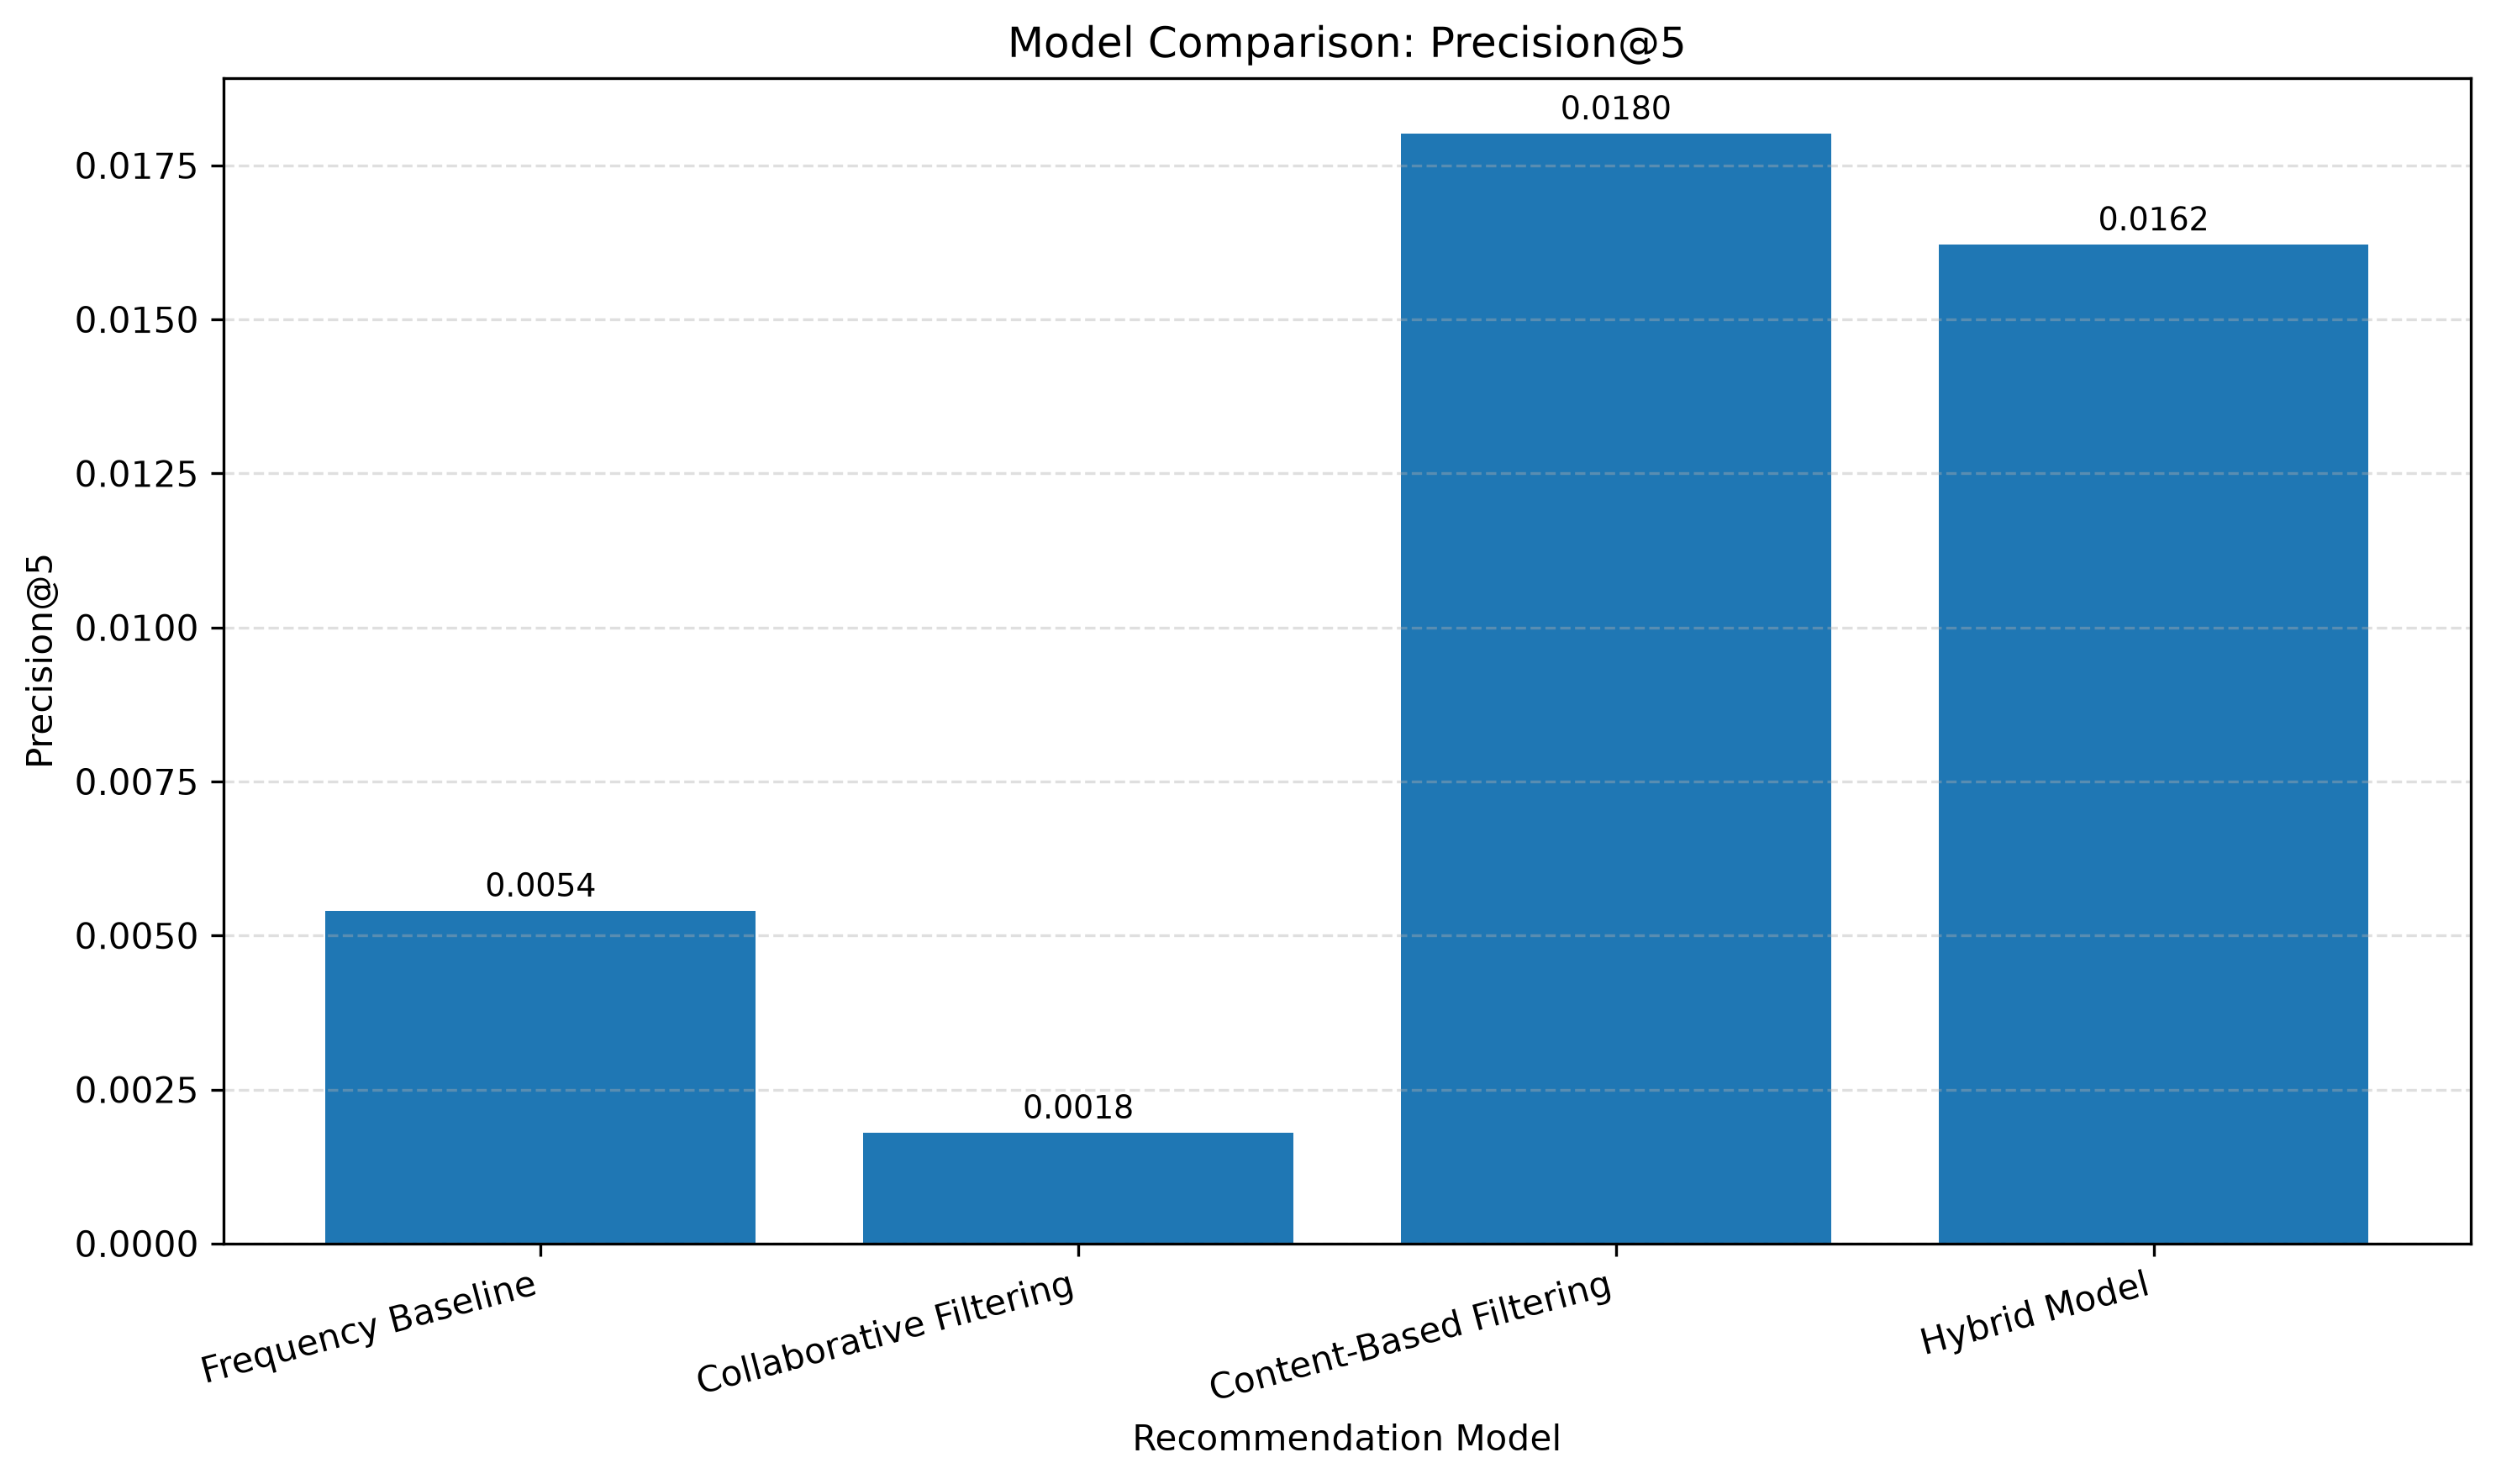 Model Comparison: Precision@5
0.0180
0.0175
0.0162
0.0150
0.0125
0.0100
Precision@5
0.0075
0.0054
0.0050
0.0025
0.0018
0.0000
Frequency Baseline
Collaborative Filtering
Content-Based Filtering
Hybrid Model
Recommendation Model